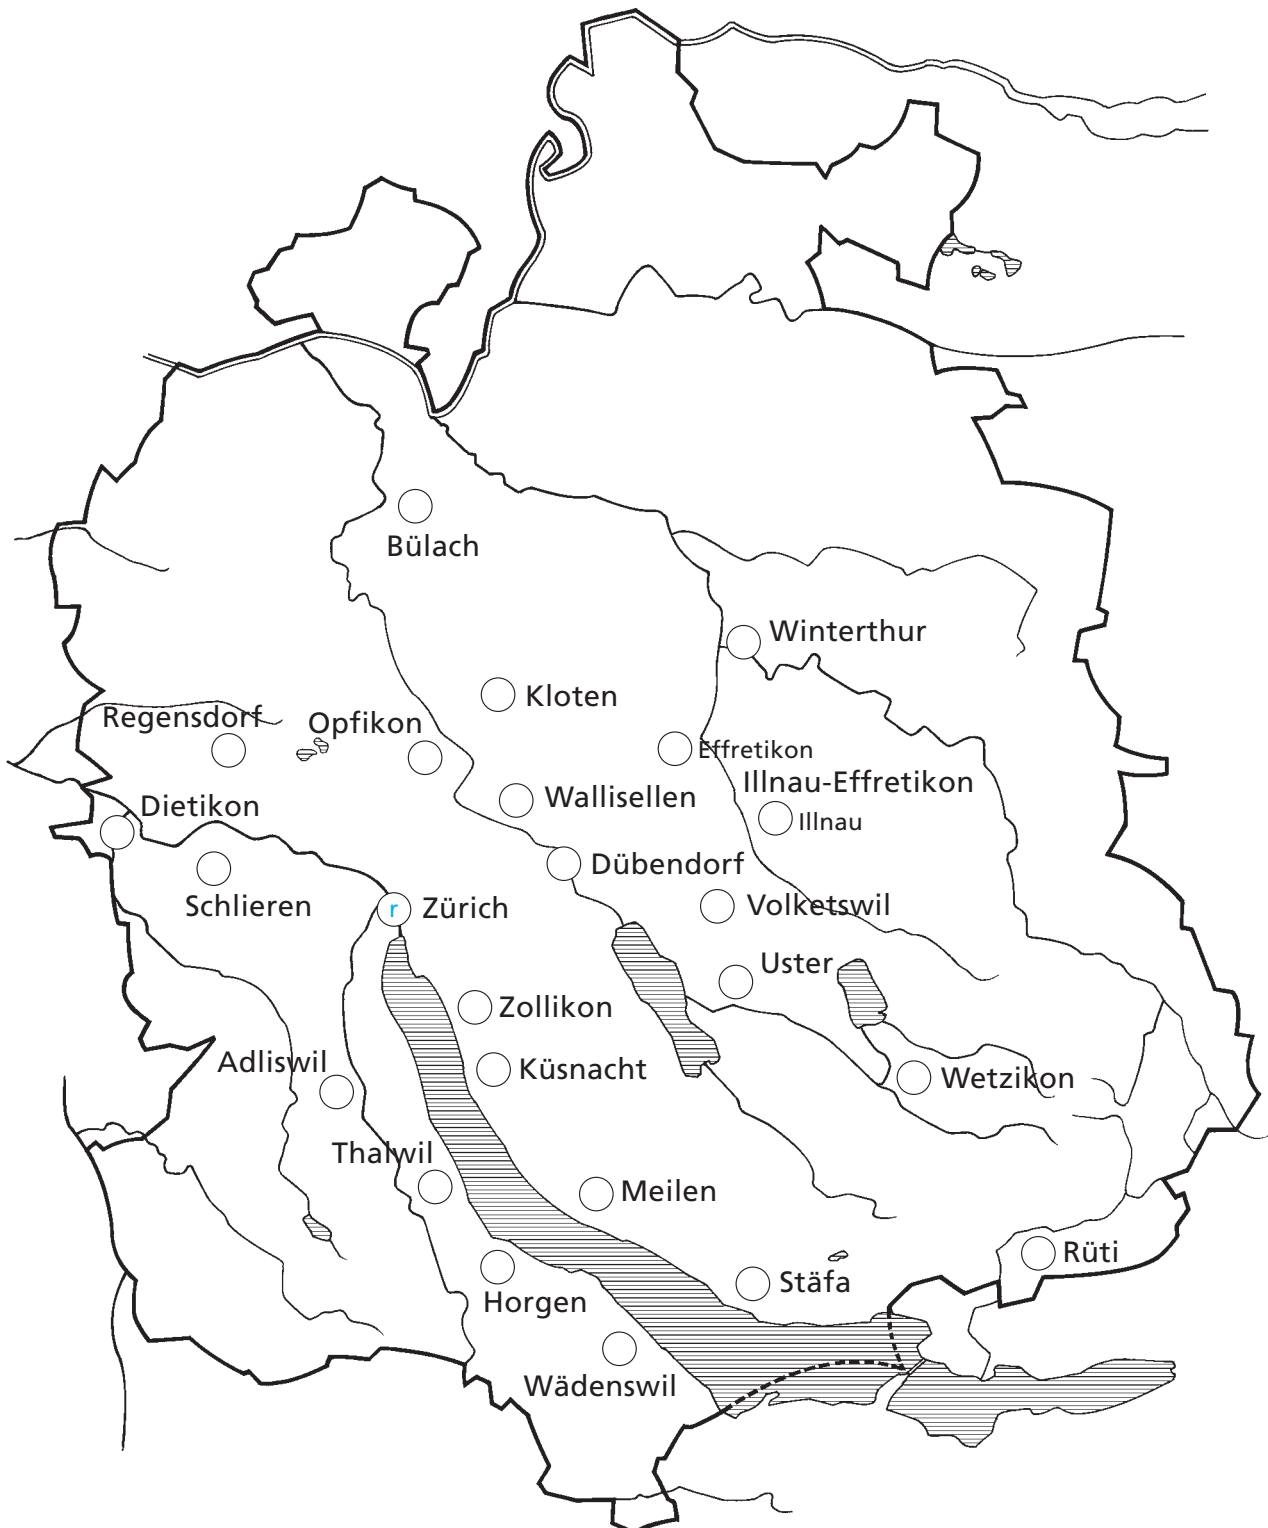 Bülach
Winterthur
Kloten
Regensdorf
Opfikon
Effretikon
Illnau-Effretikon
Wallisellen
Dietikon
Illnau
Dübendorf
Schlieren
r
Zürich
Volketswil
Uster
Zollikon
Adliswil
Küsnacht
Wetzikon
Thalwil
Meilen
Rüti
Stäfa
Horgen
Wädenswil